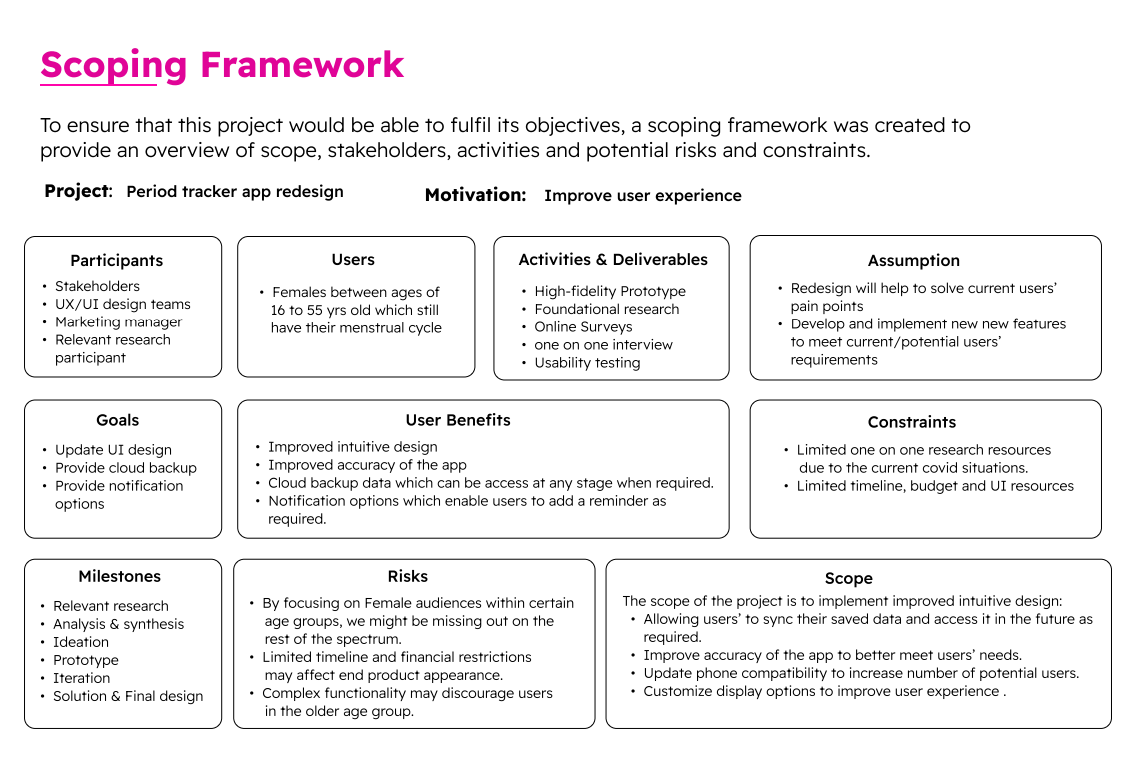 Scoping Framework
To ensure that this project would be able to fulfil its objectives, a scoping framework was created to
provide an overview of scope, stakeholders, activities and potential risks and constraints.
Project: Period tracker app redesign
Motivation: Improve user experience
Participants
• Stakeholders
• UX/UI design teams
• Marketing manager
• Relevant research
participant
Users
• Females between ages of
16 to 55 yrs old which still
have their menstrual cycle
Activities & Deliverables
• High-fidelity Prototype
• Foundational research
• Online Surveys
• one on one interview
• Usability testing
Assumption
• Redesign will help to solve current users’
pain points
• Develop and implement new new features
to meet current/potential users’
requirements
Goals
• Update UI design
• Provide cloud backup
• Provide notification
options
User Benefits
• Improved intuitive design
• Improved accuracy of the app
• Cloud backup data which can be access at any stage when required.
• Notification options which enable users to add a reminder as
required.
Constraints
• Limited one on one research resources
due to the current covid situations.
• Limited timeline, budget and UI resources
Milestones
• Relevant research
• Analysis & synthesis
• Ideation
• Prototype
• Iteration
• Solution & Final design
Risks
• By focusing on Female audiences within certain
age groups, we might be missing out on the
rest of the spectrum.
• Limited timeline and financial restrictions
may affect end product appearance.
• Complex functionality may discourage users
in the older age group.
Scope
The scope of the project is to implement improved intuitive design:
• Allowing users’ to sync their saved data and access it in the future as
required.
• Improve accuracy of the app to better meet users’ needs.
• Update phone compatibility to increase number of potential users.
• Customize display options to improve user experience .